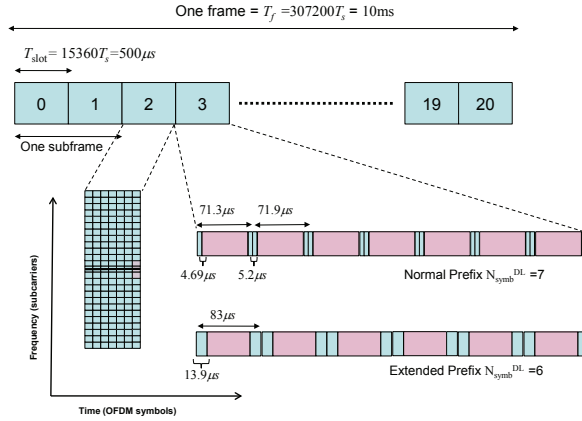 One frame = T_f =307200T_s = 10ms
T_slot= 15360T_s=500μs
0 1 2 3 19 20
One subframe
71.3μs 71.9μs
4.69μs 5.2μs
Normal Prefix N_symb^DL =7
83μs
13.9μs
Extended Prefix N_symb^DL =6
Frequency (subcarriers)
Time (OFDM symbols)